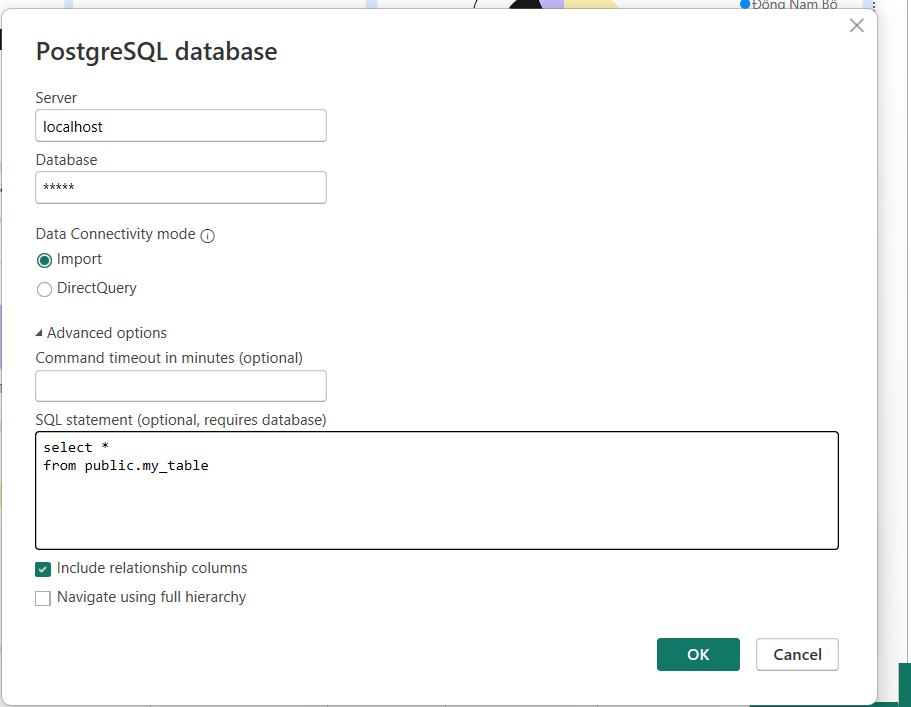 Đông Nam Bộ
PostgreSQL database
Server
localhost
Database
*****
Data Connectivity mode
Import
DirectQuery
Advanced options
Command timeout in minutes (optional)
SQL statement (optional, requires database)
select *
from public.my_table
Include relationship columns
Navigate using full hierarchy
OK
Cancel